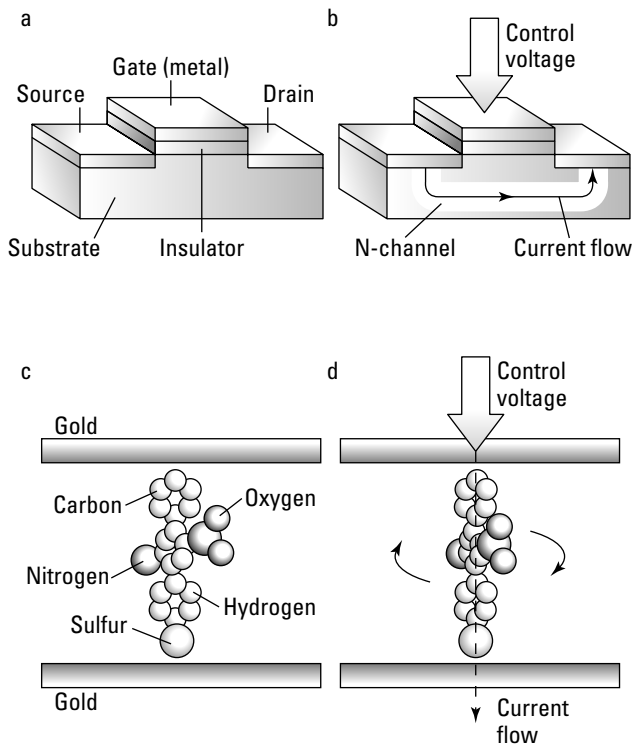 a
Gate (metal)
Source
Drain
Substrate
Insulator
b
Control
voltage
N-channel
Current flow
c
Gold
Carbon
Oxygen
Nitrogen
Hydrogen
Sulfur
Gold
d
Control
voltage
Current
flow